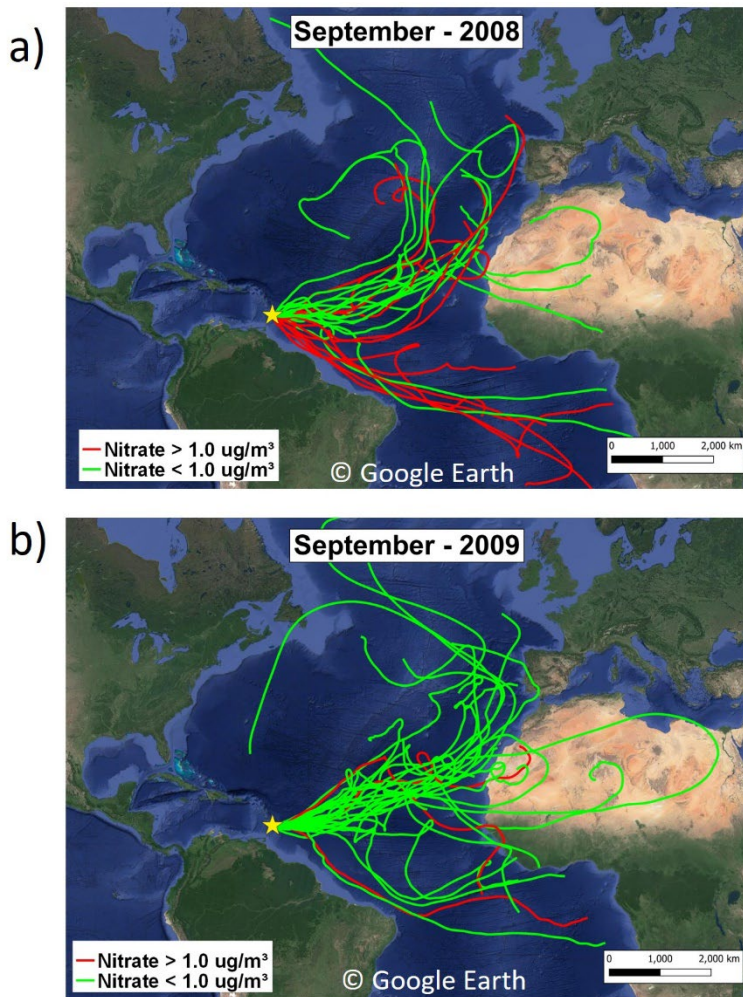 a)
September - 2008
Nitrate > 1.0 ug/m³
Nitrate < 1.0 ug/m³
0 1,000 2,000 km
© Google Earth
b)
September - 2009
Nitrate > 1.0 ug/m³
Nitrate < 1.0 ug/m³
0 1,000 2,000 km
© Google Earth